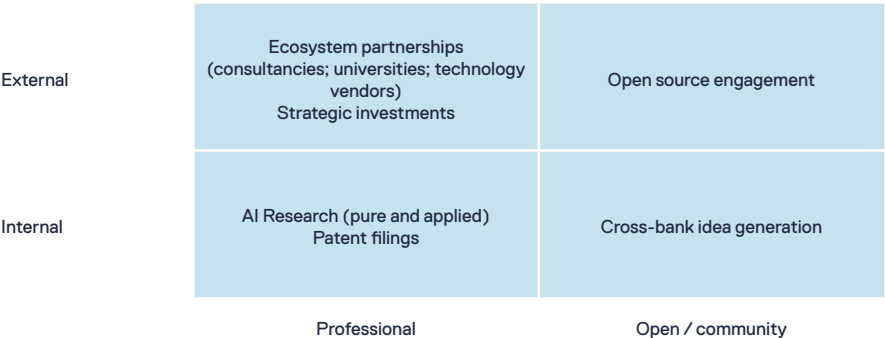 External
Ecosystem partnerships
(consultancies; universities; technology
vendors)
Strategic investments
Open source engagement
Internal
AI Research (pure and applied)
Patent filings
Cross-bank idea generation
Professional
Open / community